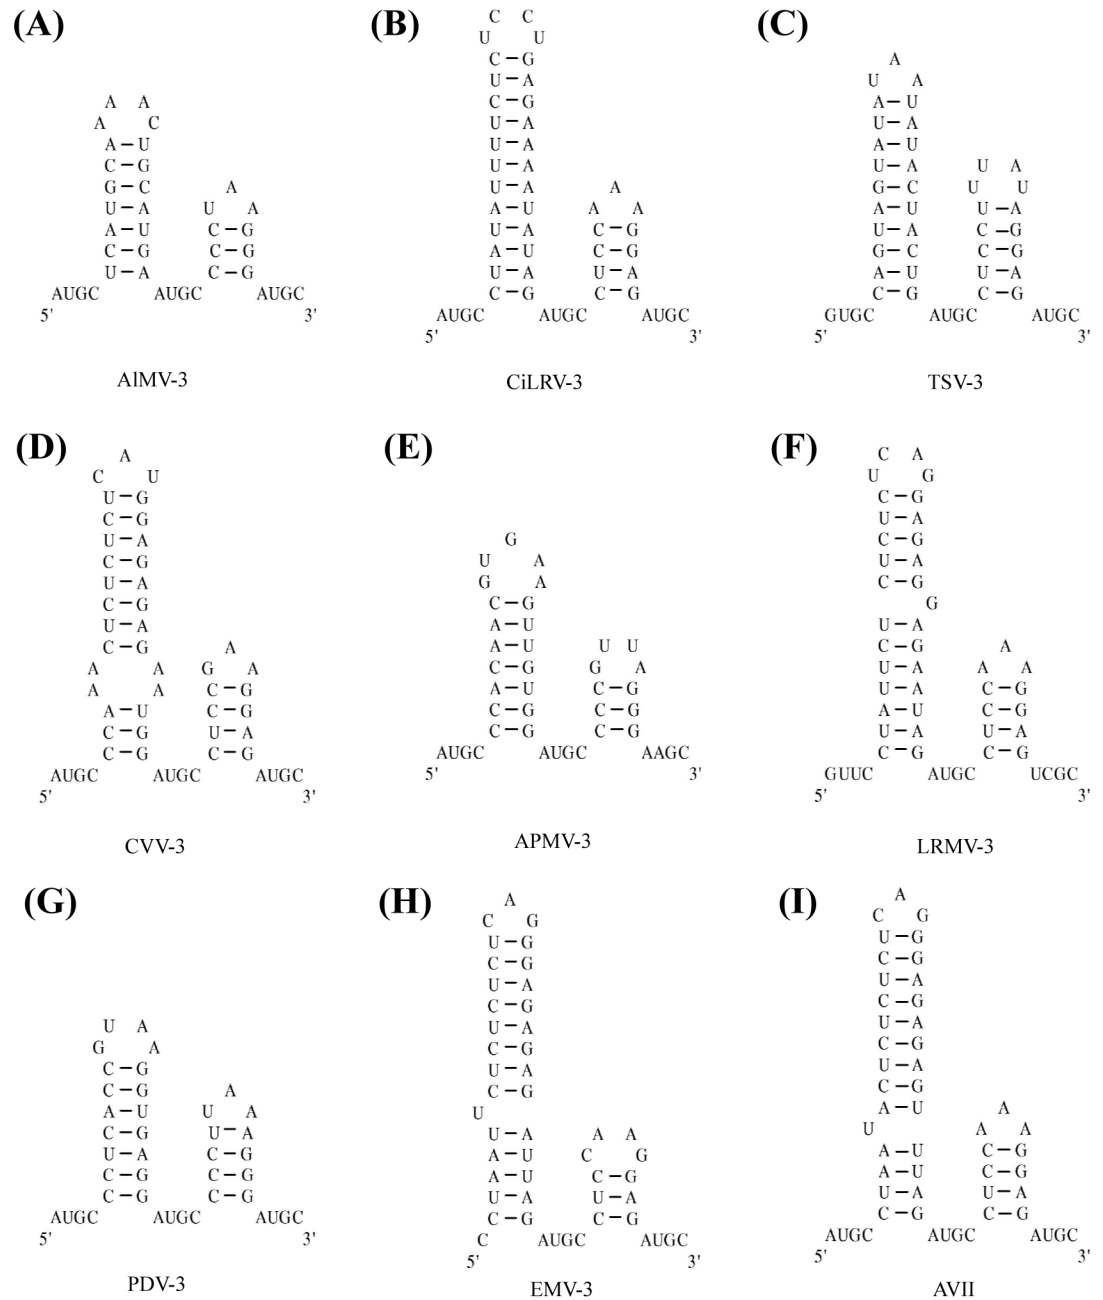 (A)
A A
A C
A–U
C–G
G–C
U–A
A–U
C–G
U–A
A
U A
C–G
C–G
C–G
AUGC AUGC AUGC
5' 3'
AlMV-3
(B)
C C
U U
C–G
U–A
C–G
U–A
U–A
U–A
U–A
A–U
U–A
A–U
U–A
C–G
A
A A
C–G
C–G
U–A
C–G
AUGC AUGC AUGC
5' 3'
CiLRV-3
(C)
A
U A
A–U
U–A
A–U
U–A
G–C
A–U
U–A
G–C
A–U
C–G
U A
U U
U–A
C–G
C–G
U–A
C–G
GUGC AUGC AUGC
5' 3'
TSV-3
(D)
A
C U
U–G
C–G
U–A
C–G
U–A
C–G
U–A
C–G
A A
A A
A–U
C–G
C–G
A
G A
C–G
C–G
U–A
C–G
AUGC AUGC AUGC
5' 3'
CVV-3
(E)
G
U A
G A
C–G
A–U
A–U
C–G
A–U
C–G
C–G
U U
G A
C–G
C–G
C–G
AUGC AUGC AAGC
5' 3'
APMV-3
(F)
C A
U G
C–G
U–A
C–G
U–A
C–G
G
U–A
C–G
U–A
U–A
A–U
U–A
C–G
A
A A
C–G
C–G
U–A
C–G
GUUC AUGC UCGC
5' 3'
LRMV-3
(G)
U A
G A
C–G
C–G
A–U
C–G
U–A
C–G
C–G
A
U A
U–A
C–G
C–G
C–G
AUGC AUGC AUGC
5' 3'
PDV-3
(H)
A
C G
U–G
C–G
U–A
C–G
U–A
C–G
U–A
C–G
U
U–A
A–U
A–U
U–A
C–G
A A
C G
C–G
U–A
C–G
C AUGC AUGC
5' 3'
EMV-3
(I)
A
C G
U–G
C–G
U–A
C–G
U–A
C–G
U–A
C–G
A–U
U
A–U
A–U
U–A
C–G
A
A A
C–G
C–G
U–A
C–G
AUGC AUGC AUGC
5' 3'
AVII